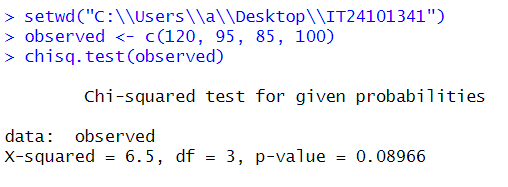 > setwd("C:\\Users\\a\\Desktop\\IT24101341")
> observed <- c(120, 95, 85, 100)
> chisq.test(observed)
Chi-squared test for given probabilities
data:  observed
X-squared = 6.5, df = 3, p-value = 0.08966